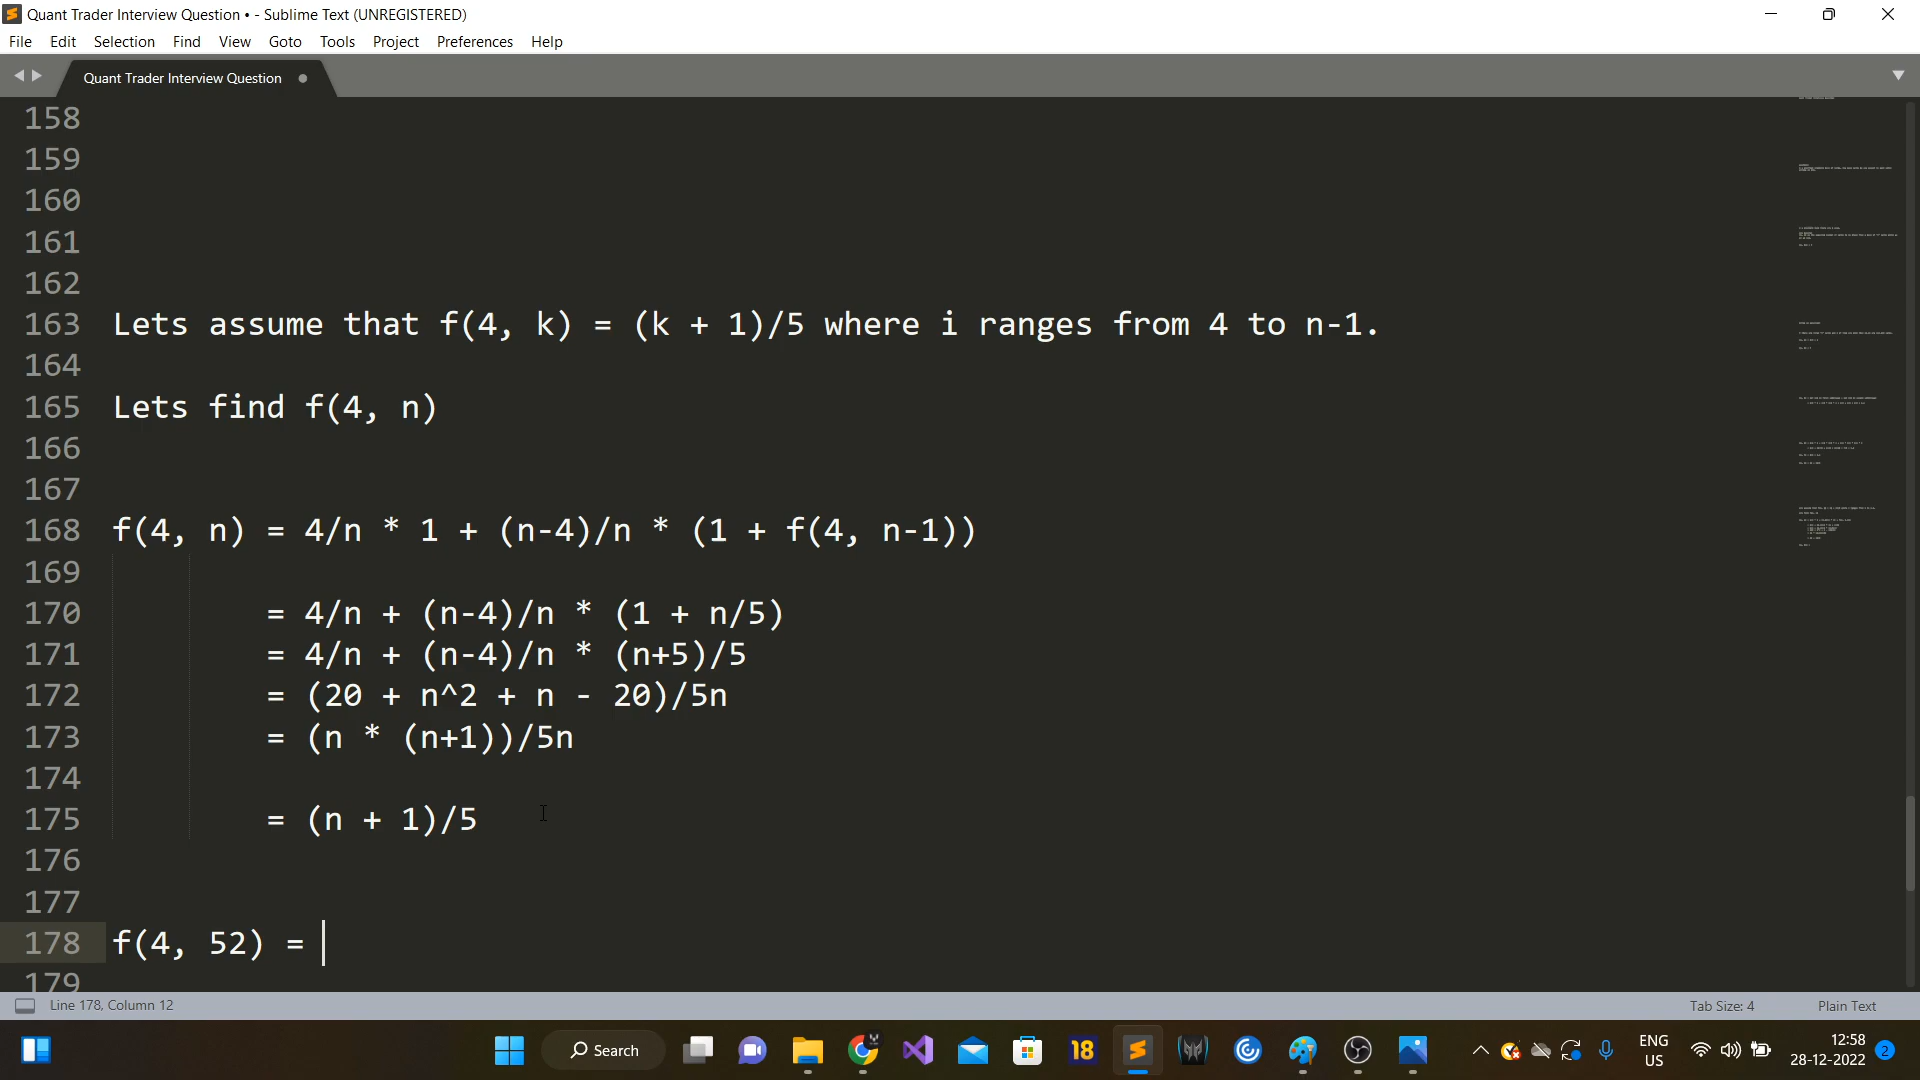 Quant Trader Interview Question • - Sublime Text (UNREGISTERED)
File Edit Selection Find View Goto Tools Project Preferences Help
Quant Trader Interview Question
158
159
160
161
162
163 Lets assume that f(4, k) = (k + 1)/5 where i ranges from 4 to n-1.
164
165 Lets find f(4, n)
166
167
168 f(4, n) = 4/n * 1 + (n-4)/n * (1 + f(4, n-1))
169
170 = 4/n + (n-4)/n * (1 + n/5)
171 = 4/n + (n-4)/n * (n+5)/5
172 = (20 + n^2 + n - 20)/5n
173 = (n * (n+1))/5n
174
175 = (n + 1)/5
176
177
178 f(4, 52) =
179
Line 178, Column 12
Tab Size: 4
Plain Text
Search
18
ENG
US
12:58
28-12-2022
2